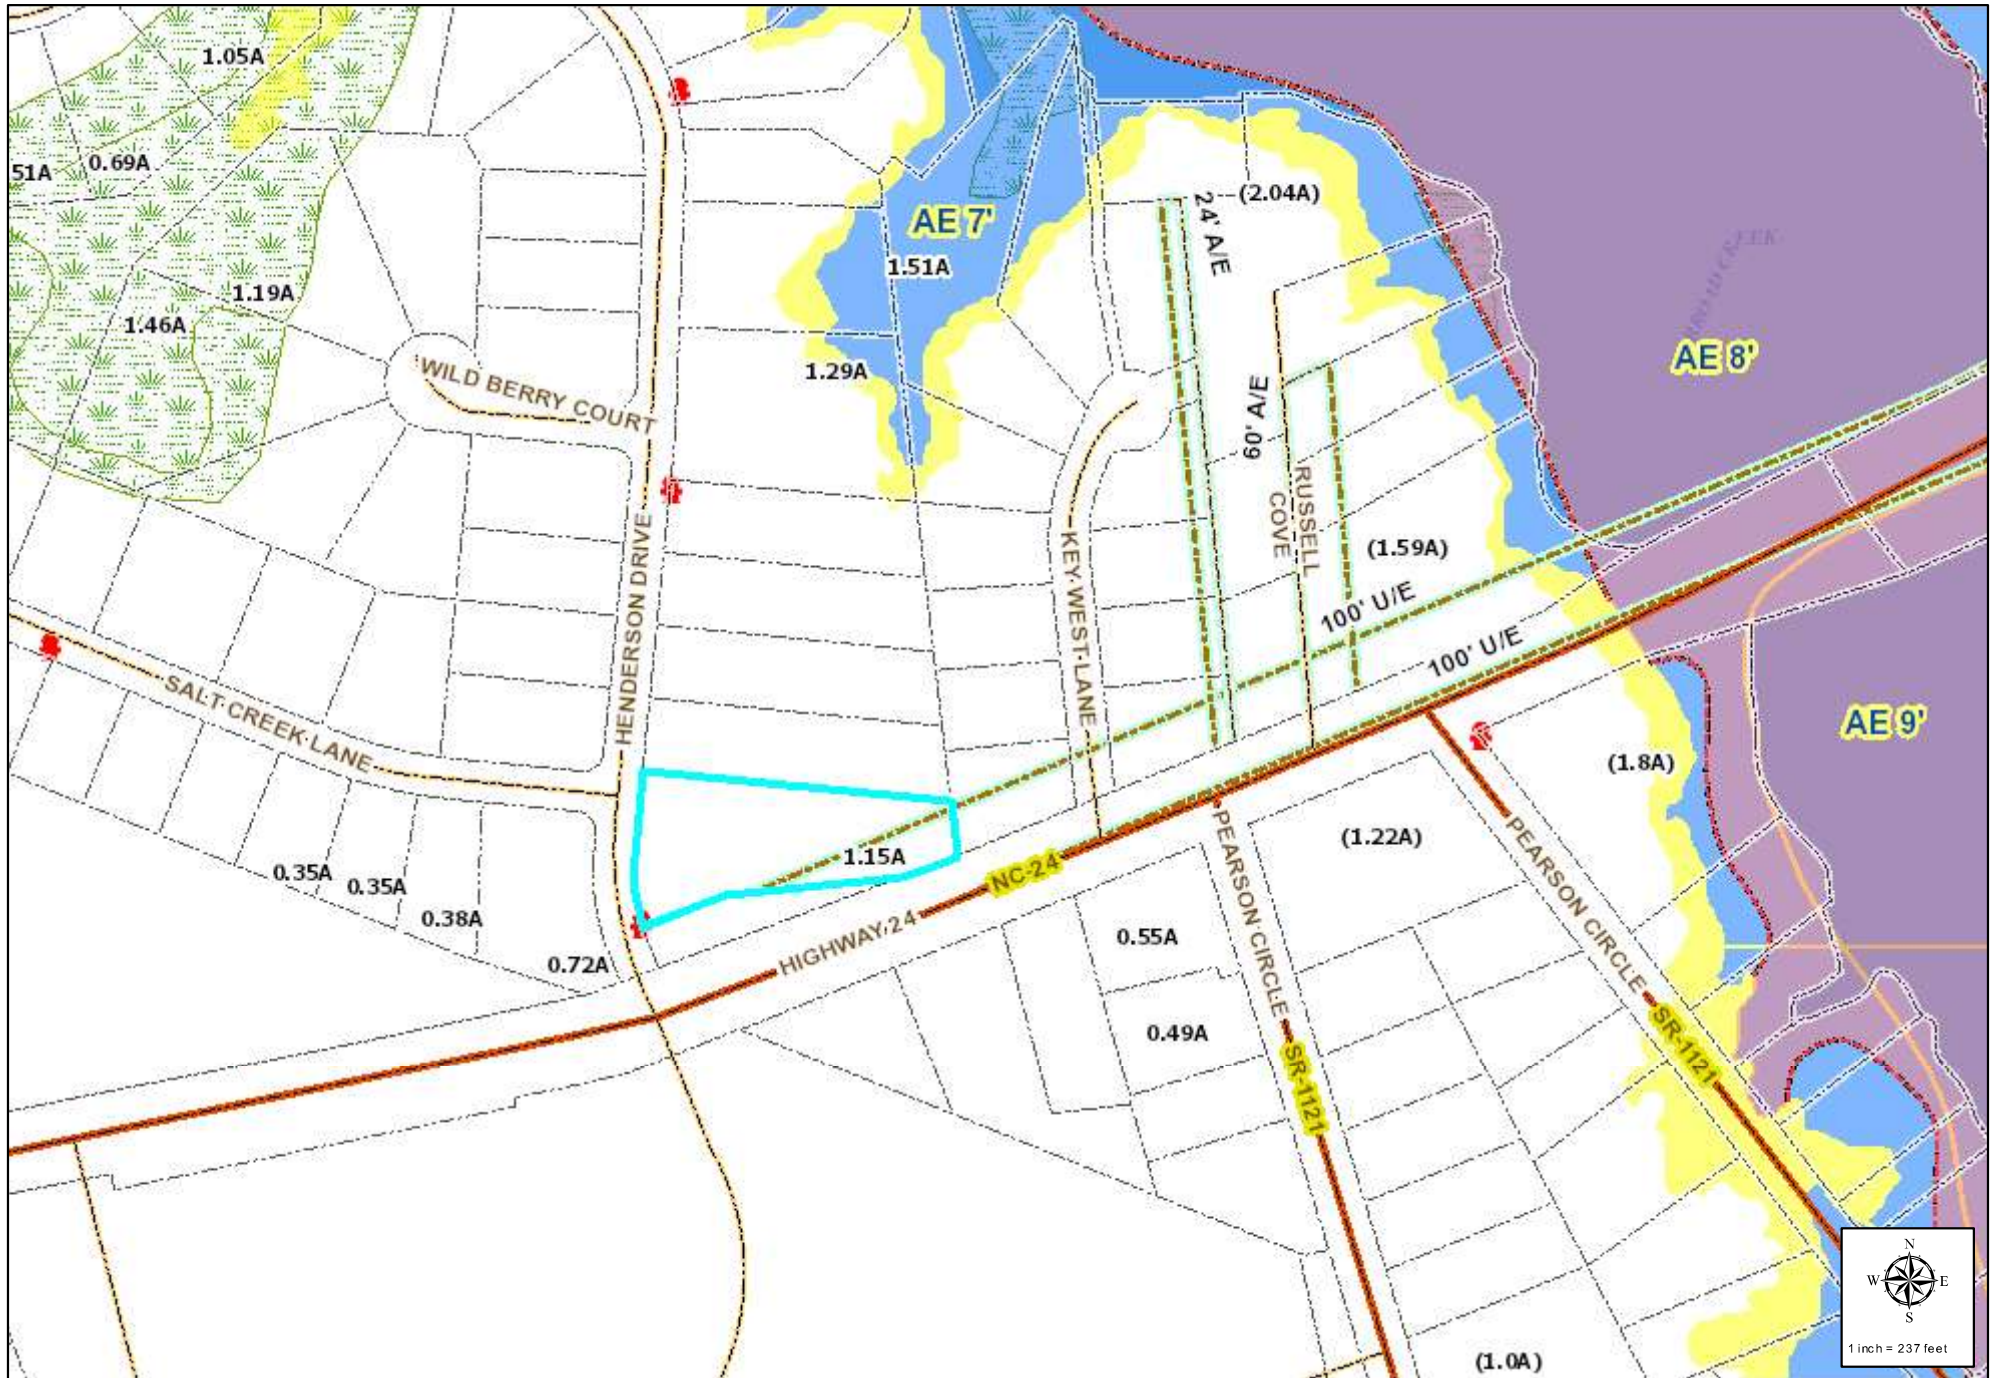 1.05A
51A
0.69A
1.19A
1.46A
AE 7'
1.51A
1.29A
(2.04A)
24' A/E
60' A/E
AE 8'
WILD BERRY COURT
HENDERSON DRIVE
KEY WEST LANE
RUSSELL
COVE
(1.59A)
100' U/E
100' U/E
SALT CREEK LANE
AE 9'
(1.8A)
1.15A
(1.22A)
NC-24
HIGHWAY 24
PEARSON CIRCLE
PEARSON CIRCLE
0.35A
0.35A
0.38A
0.72A
0.55A
0.49A
SR-1121
SR-1121
(1.0A)
N
W E
S
1 inch = 237 feet